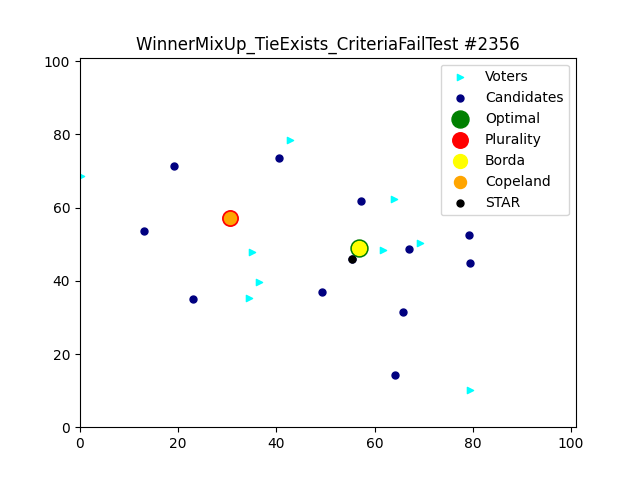 WinnerMixUp_TieExists_CriteriaFailTest #2356
100
80
60
40
20
0
0
20
40
60
80
100
Voters
Candidates
Optimal
Plurality
Borda
Copeland
STAR